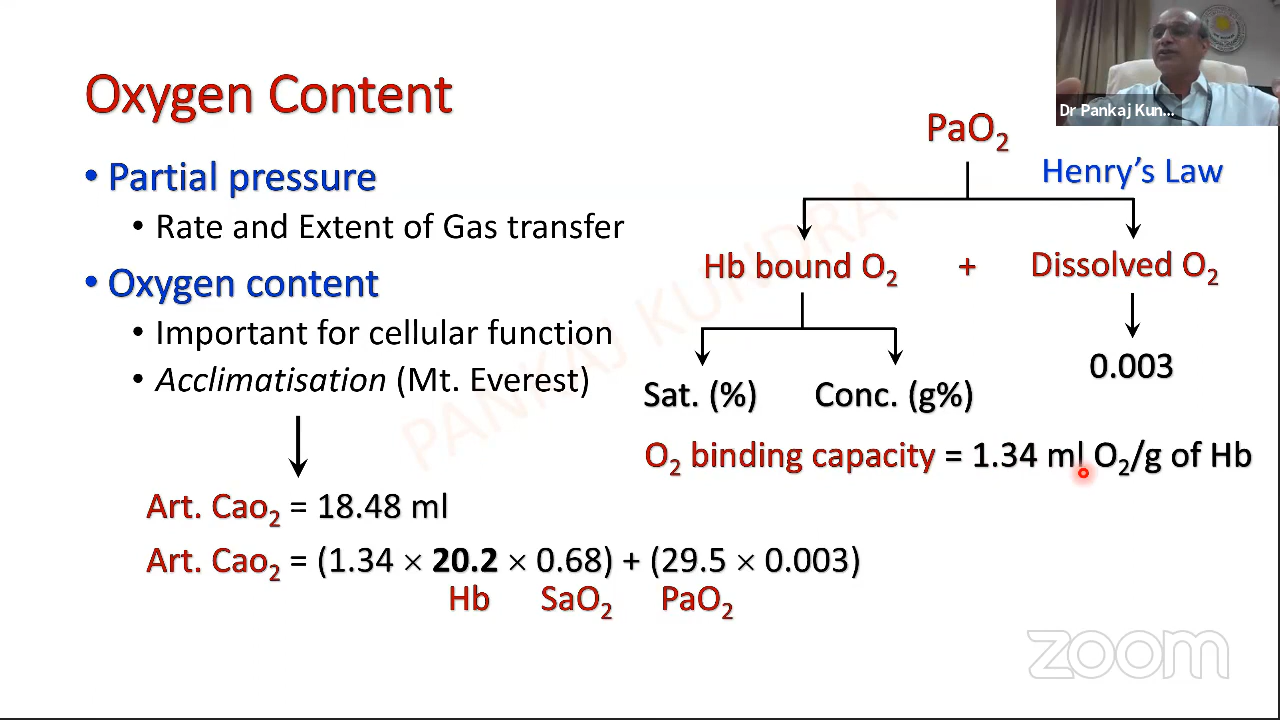 Dr Pankaj Kun...
Oxygen Content
• Partial pressure
• Rate and Extent of Gas transfer
• Oxygen content
• Important for cellular function
• Acclimatisation (Mt. Everest)
Art. Cao₂ = 18.48 ml
Art. Cao₂ = (1.34 × 20.2 × 0.68) + (29.5 × 0.003)
Hb SaO₂ PaO₂
PaO₂
Henry’s Law
Hb bound O₂ + Dissolved O₂
0.003
Sat. (%) Conc. (g%)
O₂ binding capacity = 1.34 ml O₂/g of Hb
PANKAJ KUNDRA
zoom